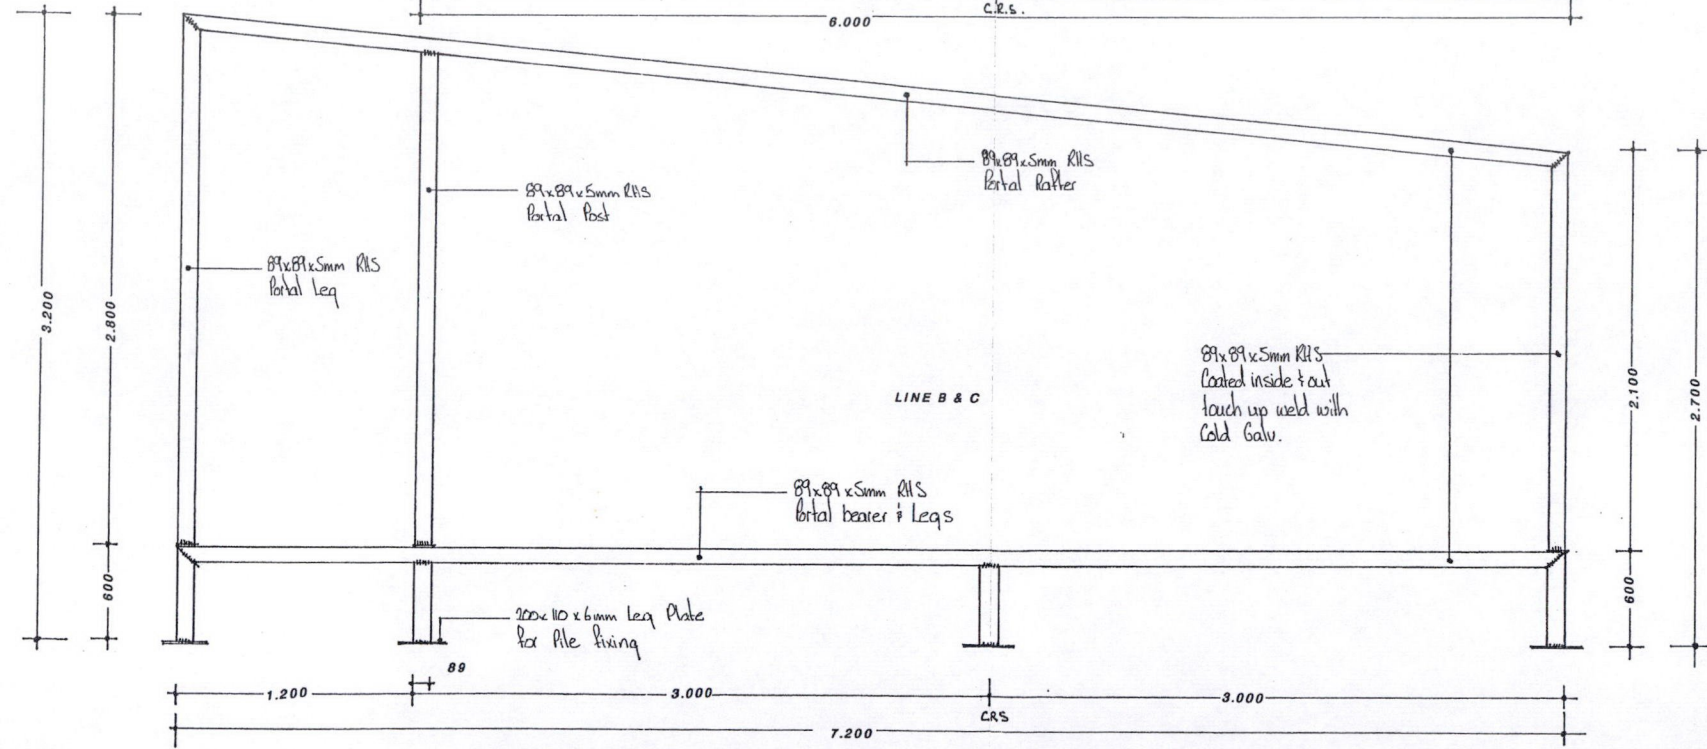 C.R.S.
6.000
89x89x5mm RHS
Portal Rafter
89x89x5mm RHS
Portal Post
89x89x5mm RHS
Portal Leg
3.200
2.800
89x89x5mm RHS
Coated inside & out
touch up weld with
Cold Galv.
2.100
2.700
LINE B & C
89x89x5mm RHS
Portal bearer & Legs
600
600
200x110x6mm Leg Plate
for Pile fixing
89
1.200
3.000
3.000
CRS
7.200